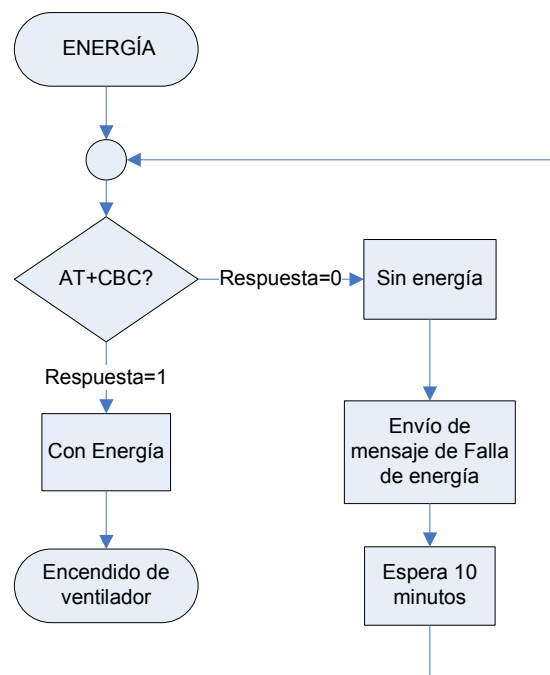 ENERGÍA
AT+CBC?
Respuesta=0
Sin energía
Respuesta=1
Con Energía
Envío de
mensaje de Falla
de energía
Encendido de
ventilador
Espera 10
minutos